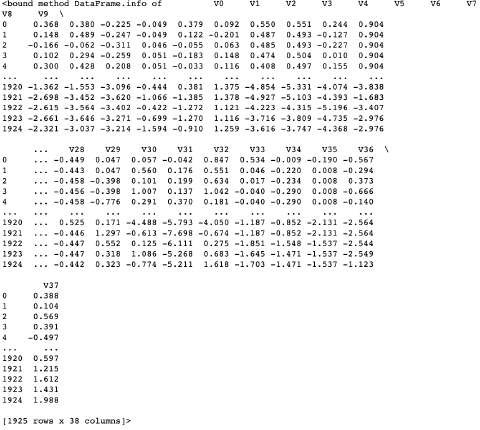 <bound method DataFrame.info of V0 V1 V2 V3 V4 V5 V6 V7
V8 V9 \
0 0.368 0.380 -0.225 -0.049 0.379 0.092 0.550 0.551 0.244 0.904
1 0.148 0.489 -0.247 -0.049 0.122 -0.201 0.487 0.493 -0.127 0.904
2 -0.166 -0.062 -0.311 0.046 -0.055 0.063 0.485 0.493 -0.227 0.904
3 0.102 0.294 -0.259 0.051 -0.183 0.148 0.474 0.504 0.010 0.904
4 0.300 0.428 0.208 0.051 -0.033 0.116 0.408 0.497 0.155 0.904
... ... ... ... ... ... ... ... ... ... ...
1920 -1.362 -1.553 -3.096 -0.444 0.381 1.375 -4.854 -5.331 -4.074 -3.838
1921 -2.698 -3.452 -3.620 -1.066 -1.385 1.378 -4.927 -5.103 -4.393 -1.683
1922 -2.615 -3.564 -3.402 -0.422 -1.272 1.121 -4.223 -4.315 -5.196 -3.407
1923 -2.661 -3.646 -3.271 -0.699 -1.270 1.116 -3.716 -3.809 -4.735 -2.976
1924 -2.321 -3.037 -3.214 -1.594 -0.910 1.259 -3.616 -3.747 -4.368 -2.976
... V28 V29 V30 V31 V32 V33 V34 V35 V36 \
0 ... -0.449 0.047 0.057 -0.042 0.847 0.534 -0.009 -0.190 -0.567
1 ... -0.443 0.047 0.560 0.176 0.551 0.046 -0.220 0.008 -0.294
2 ... -0.458 -0.398 0.101 0.199 0.634 0.017 -0.234 0.008 0.373
3 ... -0.456 -0.398 1.007 0.137 1.042 -0.040 -0.290 0.008 -0.666
4 ... -0.458 -0.776 0.291 0.370 0.181 -0.040 -0.290 0.008 -0.140
... ... ... ... ... ... ... ... ... ... ...
1920 ... 0.525 0.171 -4.488 -5.793 -4.050 -1.187 -0.852 -2.131 -2.564
1921 ... -0.446 1.297 -0.613 -7.698 -0.674 -1.187 -0.852 -2.131 -2.564
1922 ... -0.447 0.552 0.125 -6.111 0.275 -1.851 -1.548 -1.537 -2.544
1923 ... -0.447 0.318 1.086 -5.268 0.683 -1.645 -1.471 -1.537 -2.549
1924 ... -0.442 0.323 -0.774 -5.211 1.618 -1.703 -1.471 -1.537 -1.123
V37
0 0.388
1 0.104
2 0.569
3 0.391
4 -0.497
... ...
1920 0.597
1921 1.215
1922 1.612
1923 1.431
1924 1.988
[1925 rows x 38 columns]>